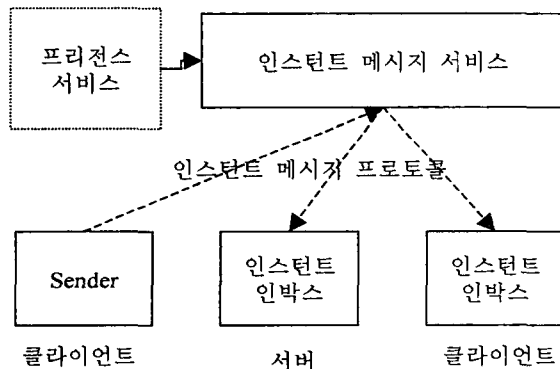 프리전스
서비스
인스턴트 메시지 서비스
인스턴트 메시지 프로토콜
Sender
인스턴트
인박스
인스턴트
인박스
클라이언트
서버
클라이언트